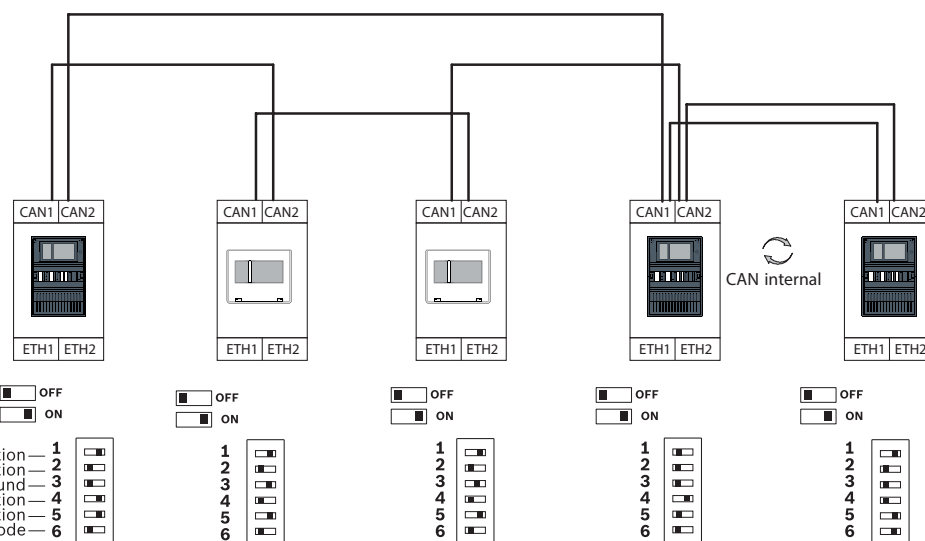 CAN1 CAN2 CAN1 CAN2 CAN1 CAN2 CAN1 CAN2 CAN1 CAN2
CAN internal
ETH1 ETH2 ETH1 ETH2 ETH1 ETH2 ETH1 ETH2 ETH1 ETH2
OFF OFF OFF OFF OFF
ON ON ON ON ON
1 1 1 1 1
2 2 2 2 2
3 3 3 3 3
4 4 4 4 4
5 5 5 5 5
6 6 6 6 6